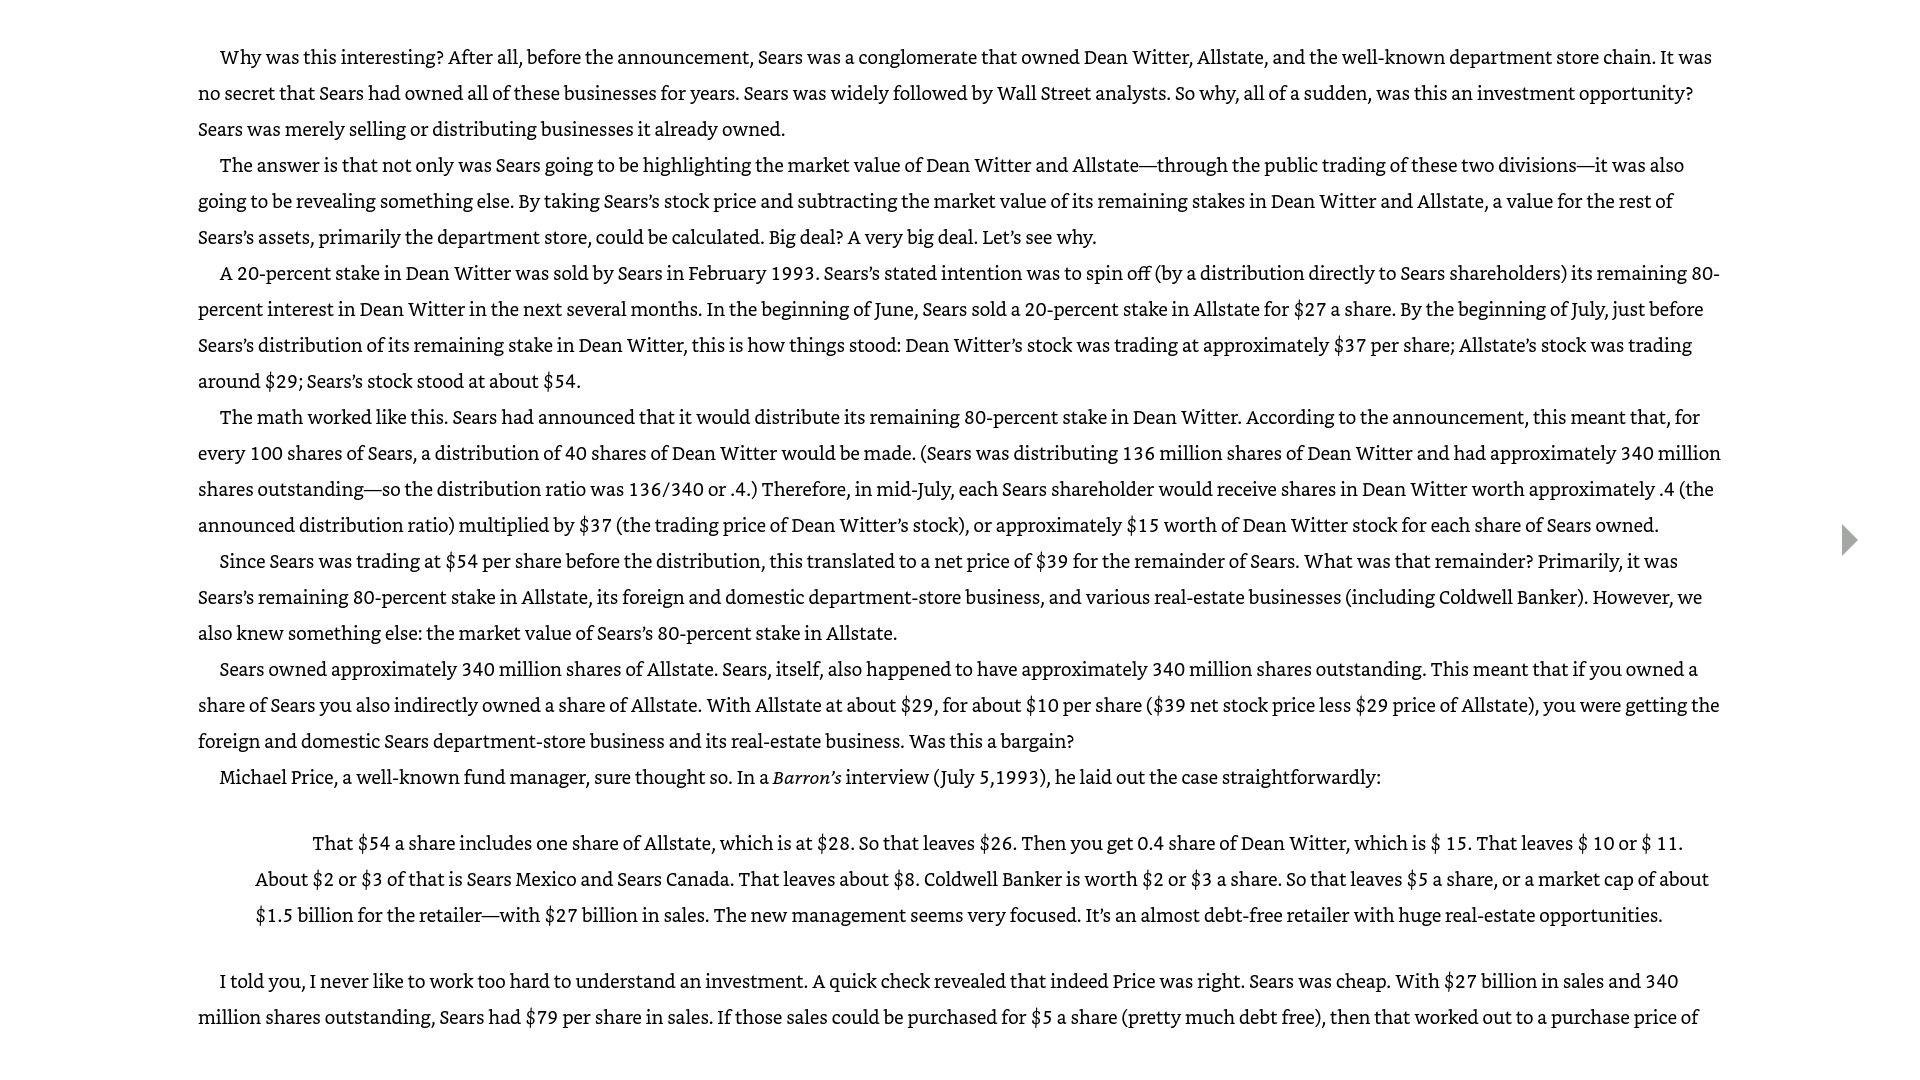 Why was this interesting? After all, before the announcement, Sears was a conglomerate that owned Dean Witter, Allstate, and the well-known department store chain. It was
no secret that Sears had owned all of these businesses for years. Sears was widely followed by Wall Street analysts. So why, all of a sudden, was this an investment opportunity?
Sears was merely selling or distributing businesses it already owned.
The answer is that not only was Sears going to be highlighting the market value of Dean Witter and Allstate—through the public trading of these two divisions—it was also
going to be revealing something else. By taking Sears’s stock price and subtracting the market value of its remaining stakes in Dean Witter and Allstate, a value for the rest of
Sears’s assets, primarily the department store, could be calculated. Big deal? A very big deal. Let’s see why.
A 20-percent stake in Dean Witter was sold by Sears in February 1993. Sears’s stated intention was to spin off (by a distribution directly to Sears shareholders) its remaining 80-
percent interest in Dean Witter in the next several months. In the beginning of June, Sears sold a 20-percent stake in Allstate for $27 a share. By the beginning of July, just before
Sears’s distribution of its remaining stake in Dean Witter, this is how things stood: Dean Witter’s stock was trading at approximately $37 per share; Allstate’s stock was trading
around $29; Sears’s stock stood at about $54.
The math worked like this. Sears had announced that it would distribute its remaining 80-percent stake in Dean Witter. According to the announcement, this meant that, for
every 100 shares of Sears, a distribution of 40 shares of Dean Witter would be made. (Sears was distributing 136 million shares of Dean Witter and had approximately 340 million
shares outstanding—so the distribution ratio was 136/340 or .4.) Therefore, in mid-July, each Sears shareholder would receive shares in Dean Witter worth approximately .4 (the
announced distribution ratio) multiplied by $37 (the trading price of Dean Witter’s stock), or approximately $15 worth of Dean Witter stock for each share of Sears owned.
Since Sears was trading at $54 per share before the distribution, this translated to a net price of $39 for the remainder of Sears. What was that remainder? Primarily, it was
Sears’s remaining 80-percent stake in Allstate, its foreign and domestic department-store business, and various real-estate businesses (including Coldwell Banker). However, we
also knew something else: the market value of Sears’s 80-percent stake in Allstate.
Sears owned approximately 340 million shares of Allstate. Sears, itself, also happened to have approximately 340 million shares outstanding. This meant that if you owned a
share of Sears you also indirectly owned a share of Allstate. With Allstate at about $29, for about $10 per share ($39 net stock price less $29 price of Allstate), you were getting the
foreign and domestic Sears department-store business and its real-estate business. Was this a bargain?
Michael Price, a well-known fund manager, sure thought so. In a Barron’s interview (July 5,1993), he laid out the case straightforwardly:
That $54 a share includes one share of Allstate, which is at $28. So that leaves $26. Then you get 0.4 share of Dean Witter, which is $ 15. That leaves $ 10 or $ 11.
About $2 or $3 of that is Sears Mexico and Sears Canada. That leaves about $8. Coldwell Banker is worth $2 or $3 a share. So that leaves $5 a share, or a market cap of about
$1.5 billion for the retailer—with $27 billion in sales. The new management seems very focused. It’s an almost debt-free retailer with huge real-estate opportunities.
I told you, I never like to work too hard to understand an investment. A quick check revealed that indeed Price was right. Sears was cheap. With $27 billion in sales and 340
million shares outstanding, Sears had $79 per share in sales. If those sales could be purchased for $5 a share (pretty much debt free), then that worked out to a purchase price of